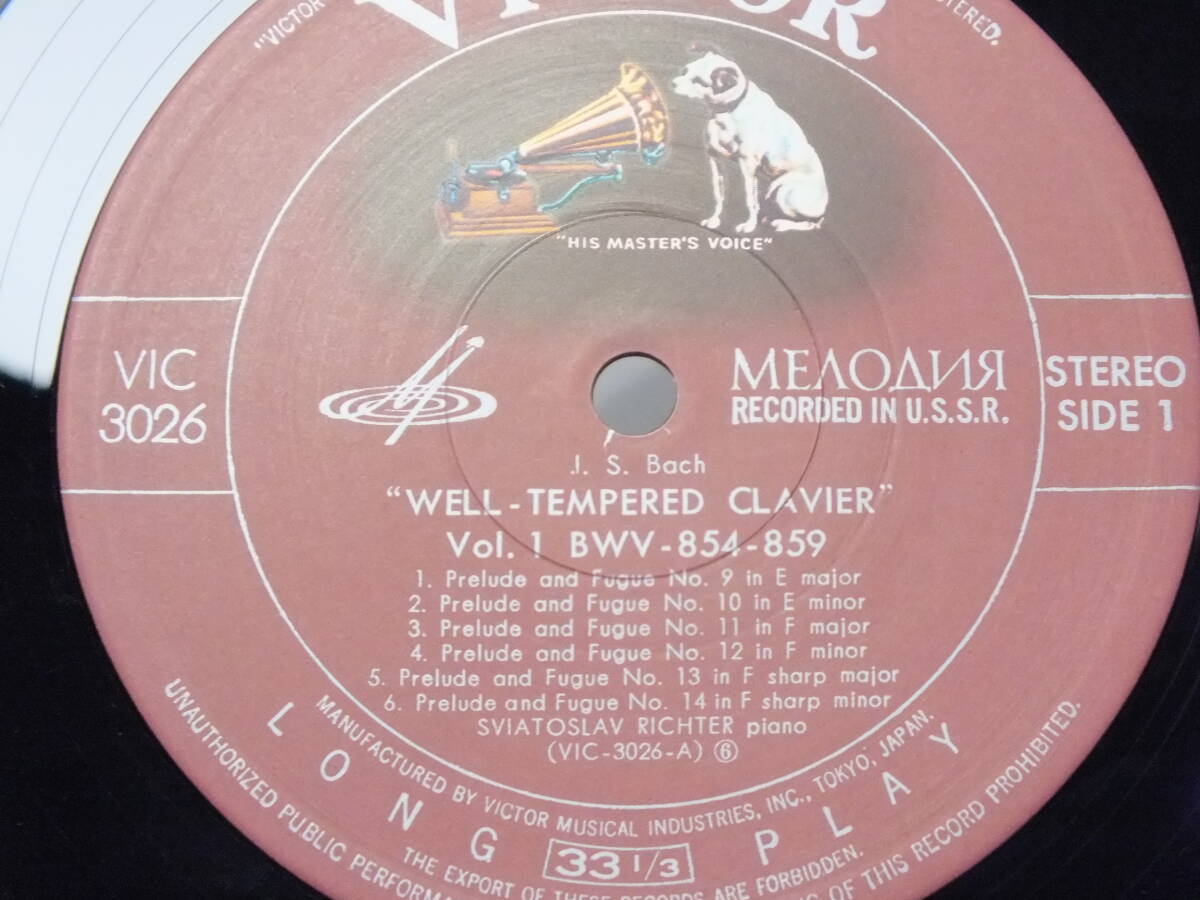 VICTOR
"VICTOR
"HIS MASTER'S VOICE"
VIC
3026
МЕЛОДИЯ
RECORDED IN U.S.S.R.
STEREO
SIDE 1
J. S. Bach
"WELL-TEMPERED CLAVIER"
Vol. 1 BWV-854-859
1. Prelude and Fugue No. 9 in E major
2. Prelude and Fugue No. 10 in E minor
3. Prelude and Fugue No. 11 in F major
4. Prelude and Fugue No. 12 in F minor
5. Prelude and Fugue No. 13 in F sharp major
6. Prelude and Fugue No. 14 in F sharp minor
SVIATOSLAV RICHTER piano
(VIC-3026-A) ⑥
MANUFACTURED BY VICTOR MUSICAL INDUSTRIES, INC., TOKYO, JAPAN.
LONG PLAY
33 1/3
THE EXPORT OF THESE RECORDS ARE FORBIDDEN.
UNAUTHORIZED PUBLIC
OF THIS RECORD PROHIBITED.